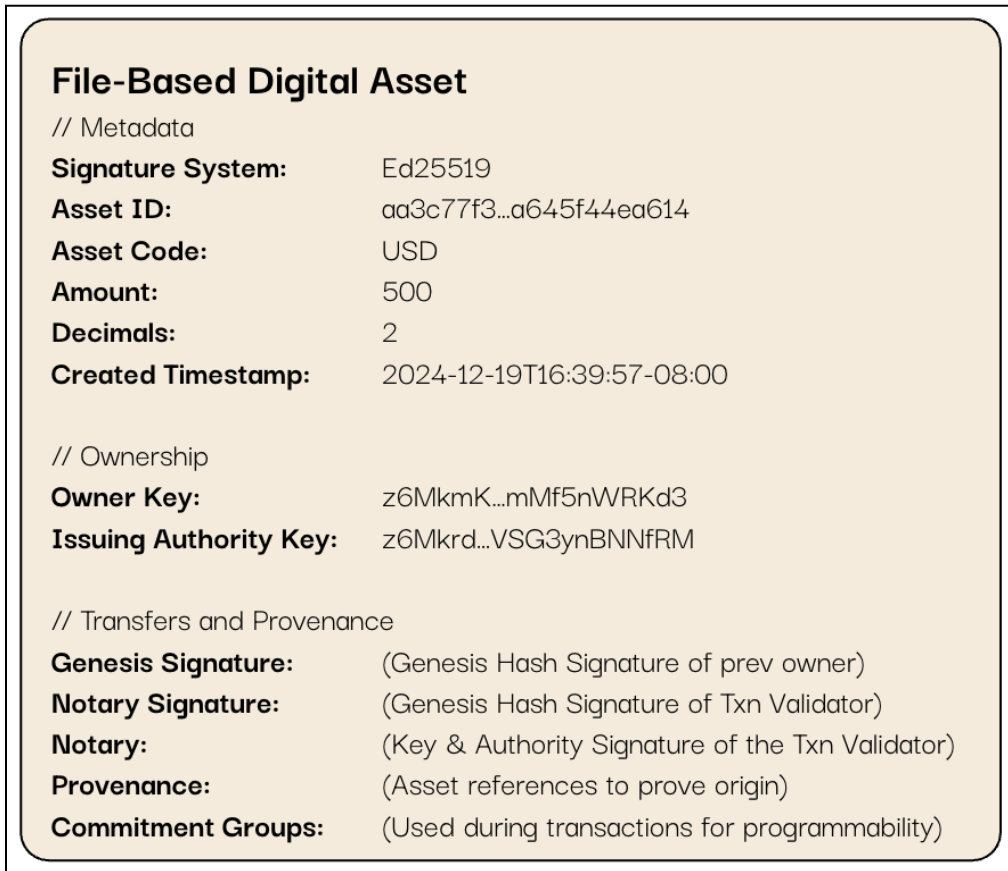 File-Based Digital Asset
// Metadata
Signature System: Ed25519
Asset ID: aa3c77f3...a645f44ea614
Asset Code: USD
Amount: 500
Decimals: 2
Created Timestamp: 2024-12-19T16:39:57-08:00
// Ownership
Owner Key: z6MkmK...mMf5nWRKd3
Issuing Authority Key: z6Mkrd...VSG3ynBNNfRM
// Transfers and Provenance
Genesis Signature: (Genesis Hash Signature of prev owner)
Notary Signature: (Genesis Hash Signature of Txn Validator)
Notary: (Key & Authority Signature of the Txn Validator)
Provenance: (Asset references to prove origin)
Commitment Groups: (Used during transactions for programmability)